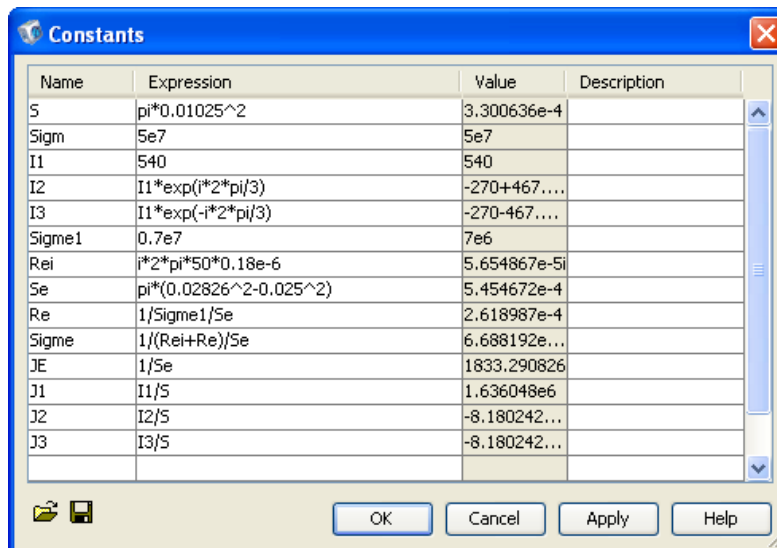 Constants
Name Expression Value Description
S pi*0.01025^2 3.300636e-4
Sigm 5e7 5e7
I1 540 540
I2 I1*exp(i*2*pi/3) -270+467....
I3 I1*exp(-i*2*pi/3) -270-467....
Sigme1 0.7e7 7e6
Rei i*2*pi*50*0.18e-6 5.654867e-5i
Se pi*(0.02826^2-0.025^2) 5.454672e-4
Re 1/Sigme1/Se 2.618987e-4
Sigme 1/(Rei+Re)/Se 6.688192e...
JE 1/Se 1833.290826
J1 I1/S 1.636048e6
J2 I2/S -8.180242...
J3 I3/S -8.180242...
OK Cancel Apply Help